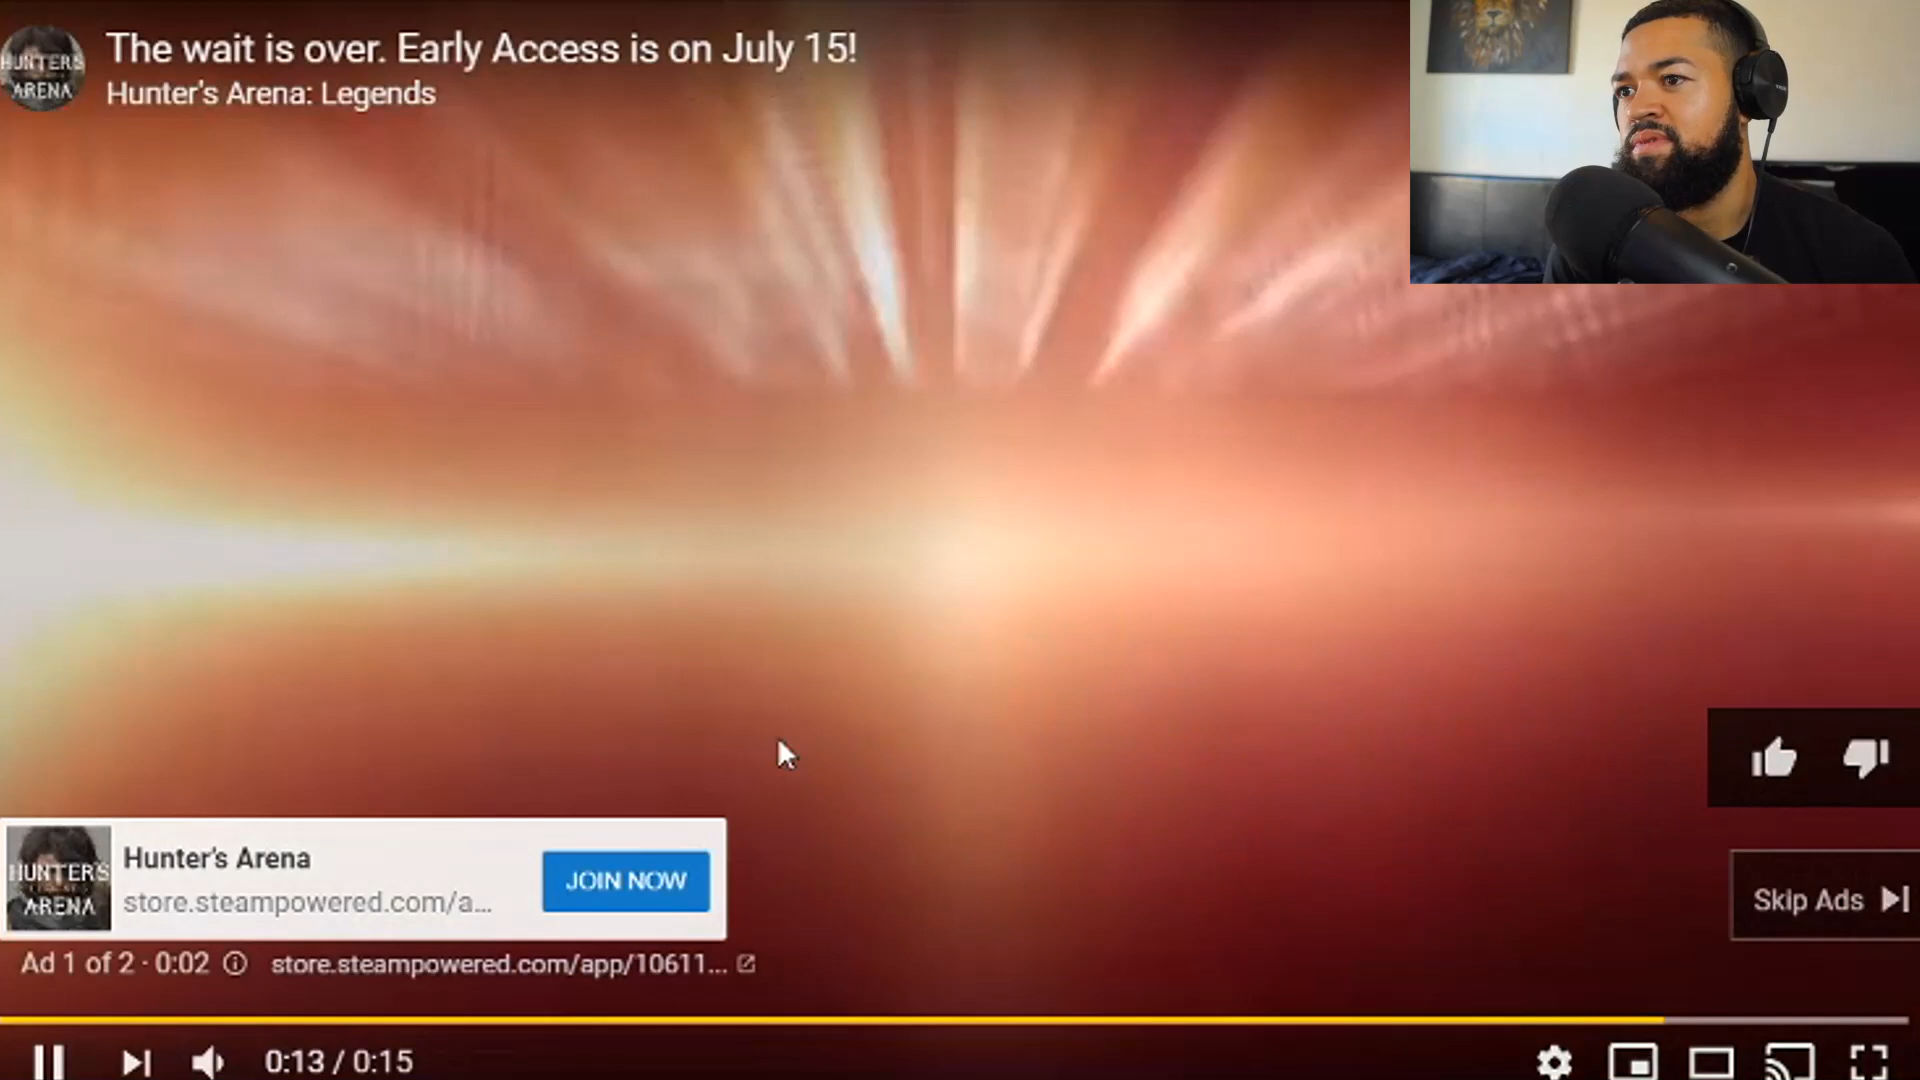 The wait is over. Early Access is on July 15!
Hunter's Arena: Legends
HUNTER'S
ARENA
Hunter's Arena
store.steampowered.com/a...
JOIN NOW
HUNTER'S
ARENA
Skip Ads
Ad 1 of 2 · 0:02
store.steampowered.com/app/10611...
0:13 / 0:15